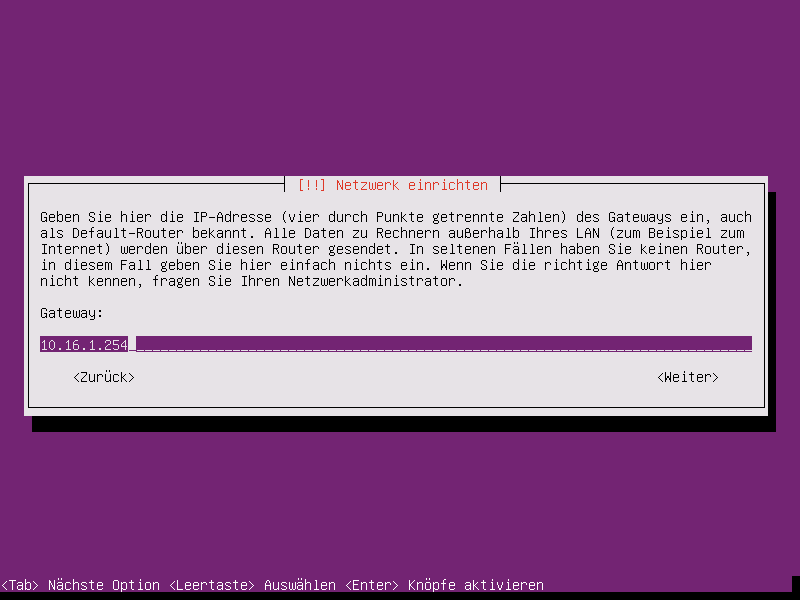 [!!] Netzwerk einrichten
Geben Sie hier die IP-Adresse (vier durch Punkte getrennte Zahlen) des Gateways ein, auch
als Default-Router bekannt. Alle Daten zu Rechnern außerhalb Ihres LAN (zum Beispiel zum
Internet) werden über diesen Router gesendet. In seltenen Fällen haben Sie keinen Router,
in diesem Fall geben Sie hier einfach nichts ein. Wenn Sie die richtige Antwort hier
nicht kennen, fragen Sie Ihren Netzwerkadministrator.
Gateway:
10.16.1.254
<Zurück> <Weiter>
<Tab> Nächste Option <Leertaste> Auswählen <Enter> Knöpfe aktivieren